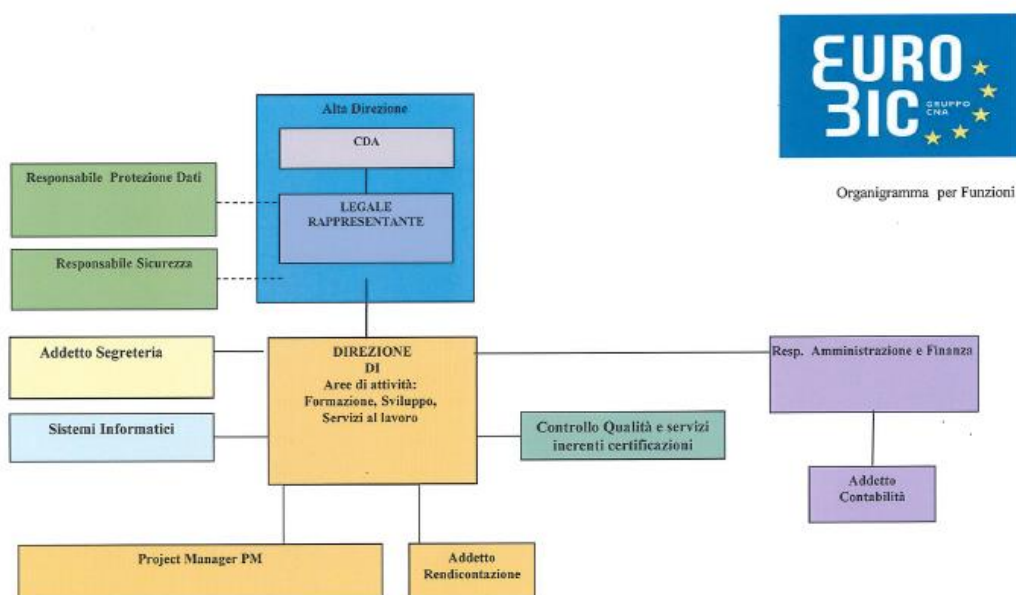 EURO
BIC
GRUPPO
CNA
Organigramma per Funzioni
Alta Direzione
CDA
LEGALE
RAPPRESENTANTE
Responsabile Protezione Dati
Responsabile Sicurezza
Addetto Segreteria
Sistemi Informatici
DIREZIONE
DI
Aree di attività:
Formazione, Sviluppo,
Servizi al lavoro
Resp. Amministrazione e Finanza
Controllo Qualità e servizi
inerenti certificazioni
Addetto
Contabilità
Project Manager PM
Addetto
Rendicontazione